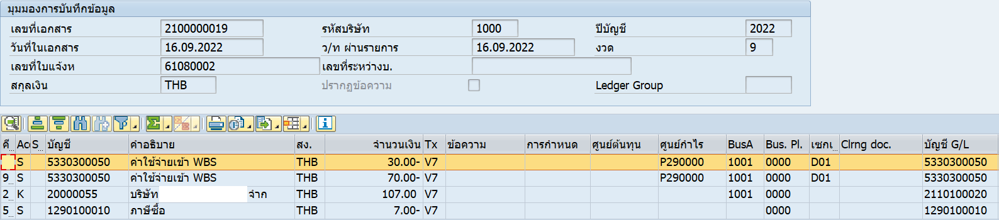 มุมมองการบันทึกข้อมูล
เลขที่เอกสาร 2100000019 รหัสบริษัท 1000 ปีบัญชี 2022
วันที่ในเอกสาร 16.09.2022 ว/ท ผ่านรายการ 16.09.2022 งวด 9
เลขที่ใบแจ้งห 61080002 เลขที่ระหว่างบ.
สกุลเงิน THB ปรากฏข้อความ Ledger Group
คี... Acc S... บัญชี คำอธิบาย สง. จำนวนเงิน Tx ข้อความ การกำหนด ศูนย์ต้นทุน ศูนย์กำไร BusA Bus. Pl. เซกเ... Clrng doc. บัญชี G/L
S 5330300050 ค่าใช้จ่ายเข้า WBS THB 30.00- V7 P290000 1001 0000 D01 5330300050
9... S 5330300050 ค่าใช้จ่ายเข้า WBS THB 70.00- V7 P290000 1001 0000 D01 5330300050
2... K 20000055 บริษัท จำก THB 107.00 V7 1001 0000 2110100020
5... S 1290100010 ภาษีซื้อ THB 7.00- V7 0000 1290100010